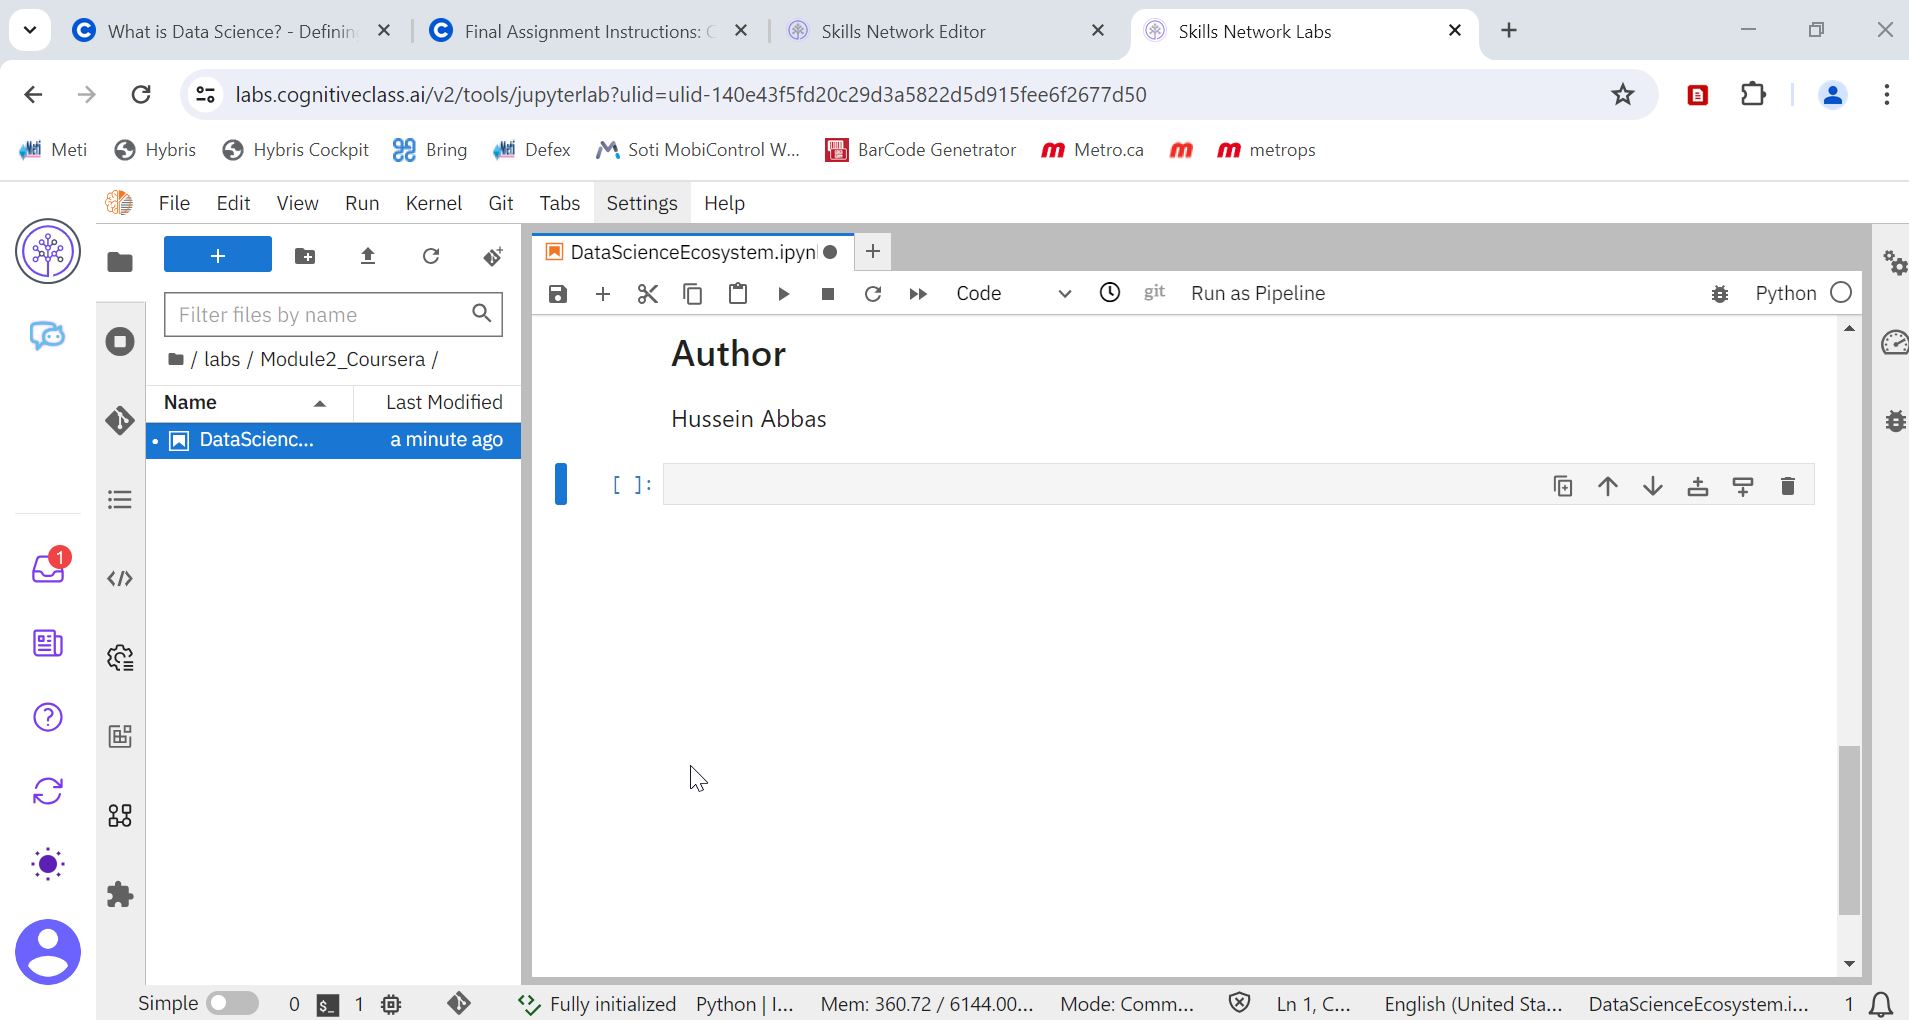 What is Data Science? - Defining
Final Assignment Instructions: C
Skills Network Editor
Skills Network Labs
labs.cognitiveclass.ai/v2/tools/jupyterlab?ulid=ulid-140e43f5fd20c29d3a5822d5d915fee6f2677d50
Meti Hybris Hybris Cockpit Bring Defex Soti MobiControl W... BarCode Genetrator Metro.ca metrops
File Edit View Run Kernel Git Tabs Settings Help
DataScienceEcosystem.ipyn
Code git Run as Pipeline Python
Filter files by name
/ labs / Module2_Coursera /
Name Last Modified
DataScienc... a minute ago
Author
Hussein Abbas
[ ]:
1
Simple 0 1 Fully initialized Python | I... Mem: 360.72 / 6144.00... Mode: Comm... Ln 1, C... English (United Sta... DataScienceEcosystem.i... 1